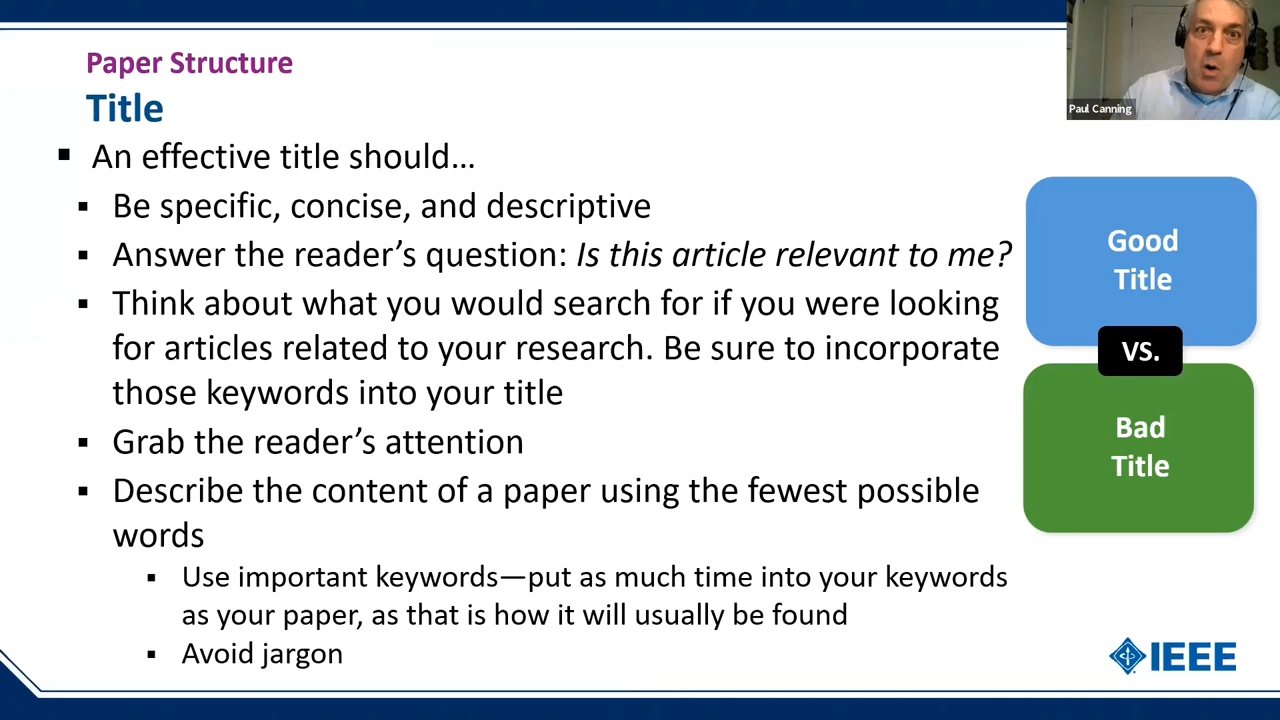 Paper Structure
Title
▪ An effective title should…
▪ Be specific, concise, and descriptive
▪ Answer the reader’s question: Is this article relevant to me?
▪ Think about what you would search for if you were looking
for articles related to your research. Be sure to incorporate
those keywords into your title
▪ Grab the reader’s attention
▪ Describe the content of a paper using the fewest possible
words
▪ Use important keywords—put as much time into your keywords
as your paper, as that is how it will usually be found
▪ Avoid jargon
Paul Canning
Good
Title
VS.
Bad
Title
IEEE